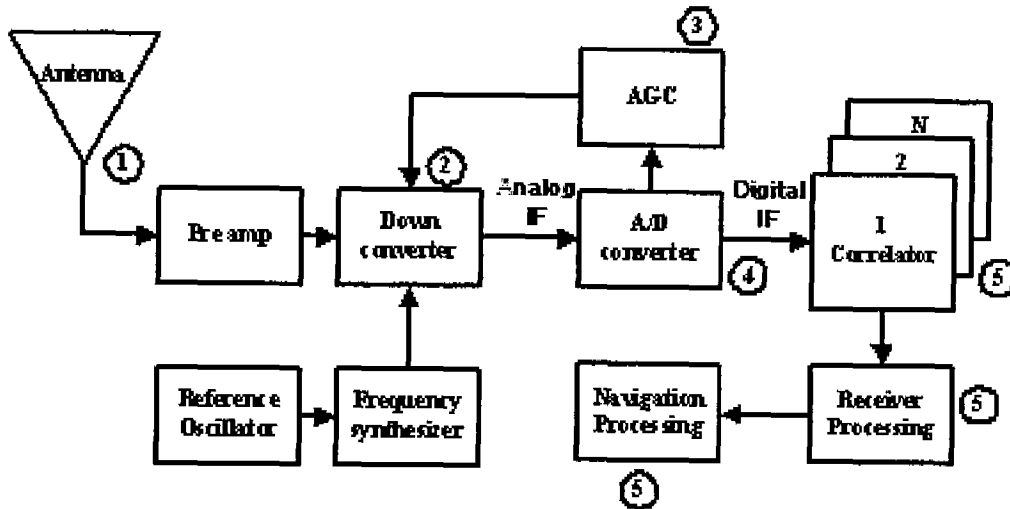 Antenna
1
Preamp
2
Down
converter
Analog
IF
3
AGC
A/D
converter
4
Digital
IF
N
2
1
Correlator
5
Reference
Oscillator
Frequency
synthesizer
Navigation
Processing
5
Receiver
Processing
5